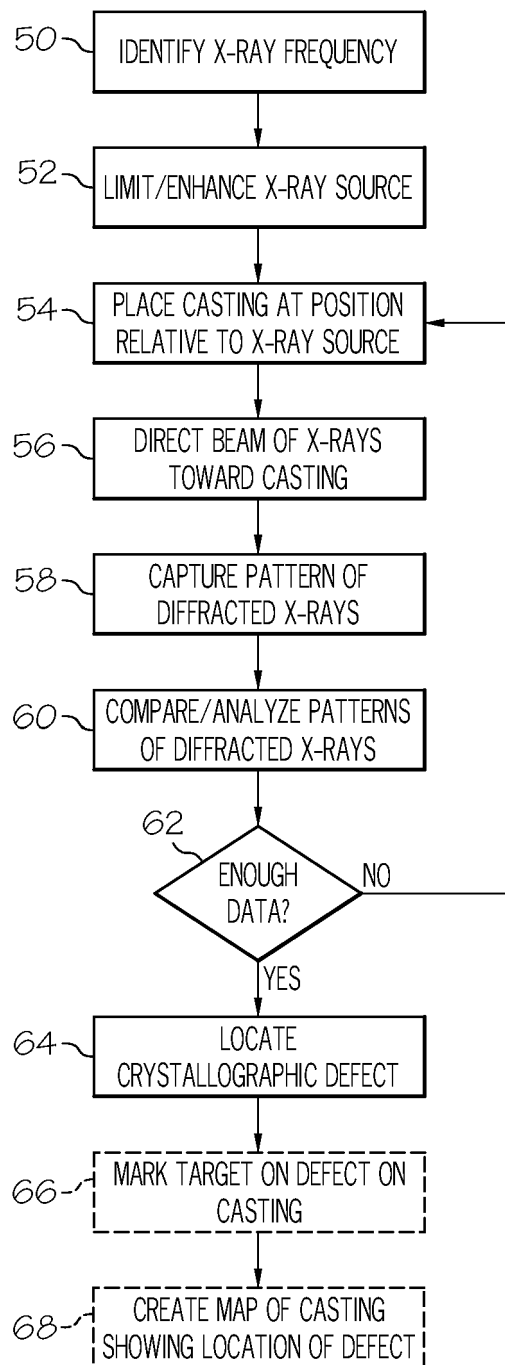 50
IDENTIFY X-RAY FREQUENCY
52
LIMIT/ENHANCE X-RAY SOURCE
54
PLACE CASTING AT POSITION
RELATIVE TO X-RAY SOURCE
56
DIRECT BEAM OF X-RAYS
TOWARD CASTING
58
CAPTURE PATTERN OF
DIFFRACTED X-RAYS
60
COMPARE/ANALYZE PATTERNS
OF DIFFRACTED X-RAYS
62
ENOUGH
DATA?
NO
YES
64
LOCATE
CRYSTALLOGRAPHIC DEFECT
66
MARK TARGET ON DEFECT ON
CASTING
68
CREATE MAP OF CASTING
SHOWING LOCATION OF DEFECT